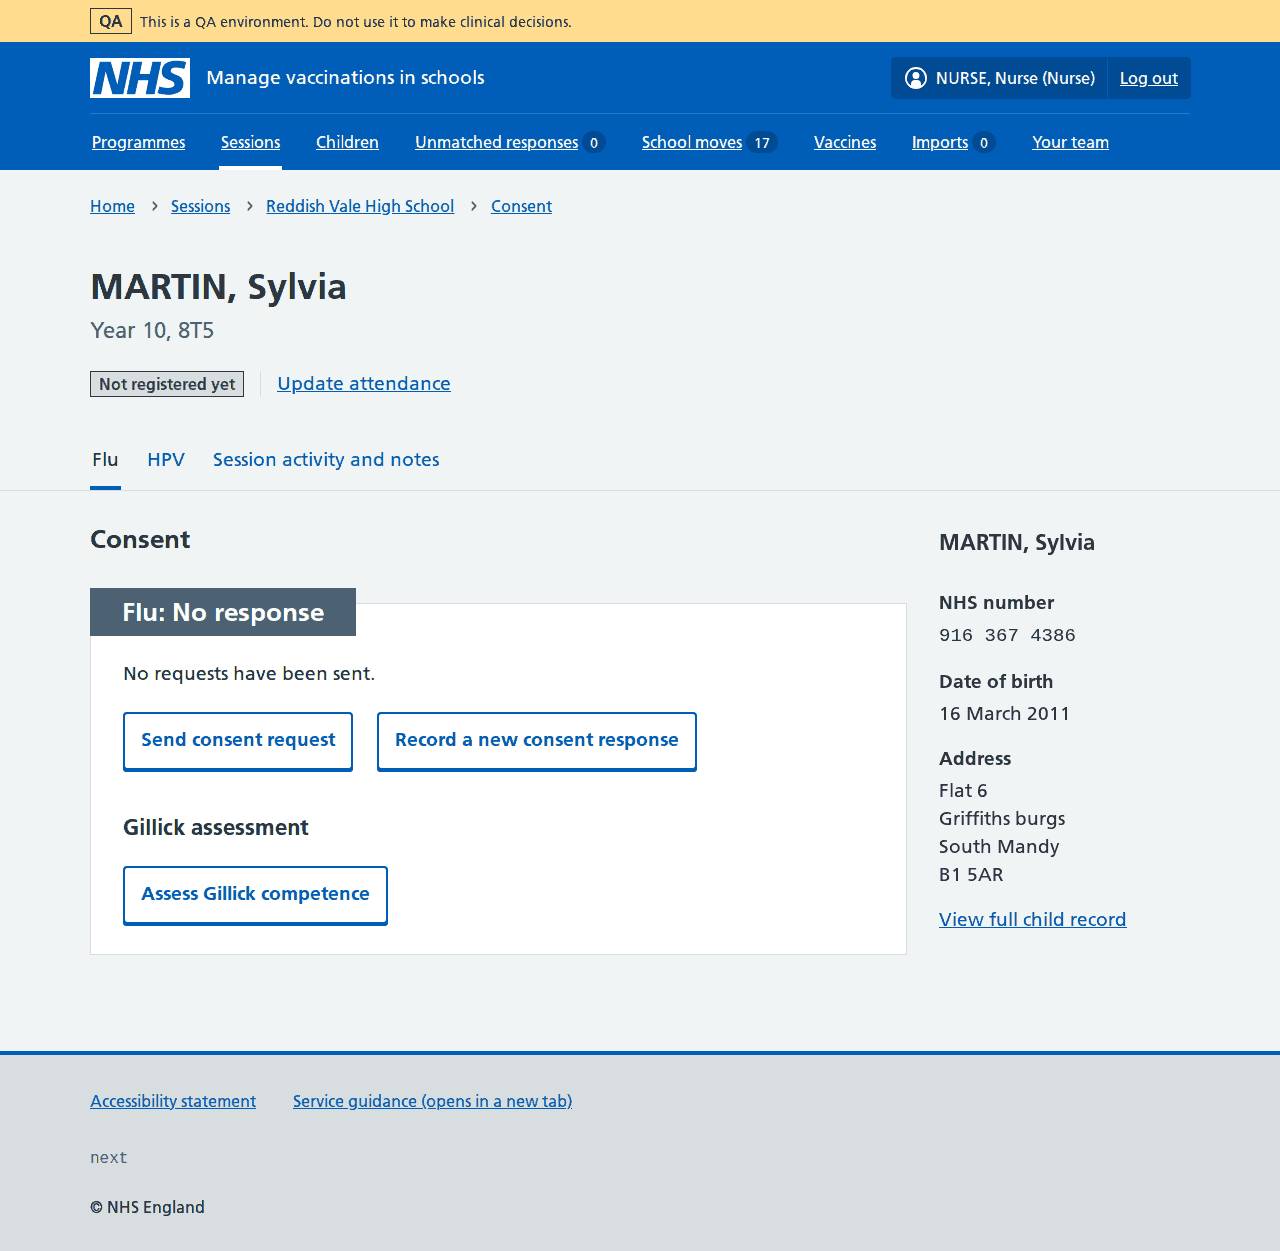 QA This is a QA environment. Do not use it to make clinical decisions.
NHS Manage vaccinations in schools NURSE, Nurse (Nurse) Log out
Programmes Sessions Children Unmatched responses 0 School moves 17 Vaccines Imports 0 Your team
Home Sessions Reddish Vale High School Consent
MARTIN, Sylvia
Year 10, 8T5
Not registered yet Update attendance
Flu HPV Session activity and notes
Consent
Flu: No response
No requests have been sent.
Send consent request Record a new consent response
Gillick assessment
Assess Gillick competence
MARTIN, Sylvia
NHS number
916 367 4386
Date of birth
16 March 2011
Address
Flat 6
Griffiths burgs
South Mandy
B1 5AR
View full child record
Accessibility statement Service guidance (opens in a new tab)
next
© NHS England